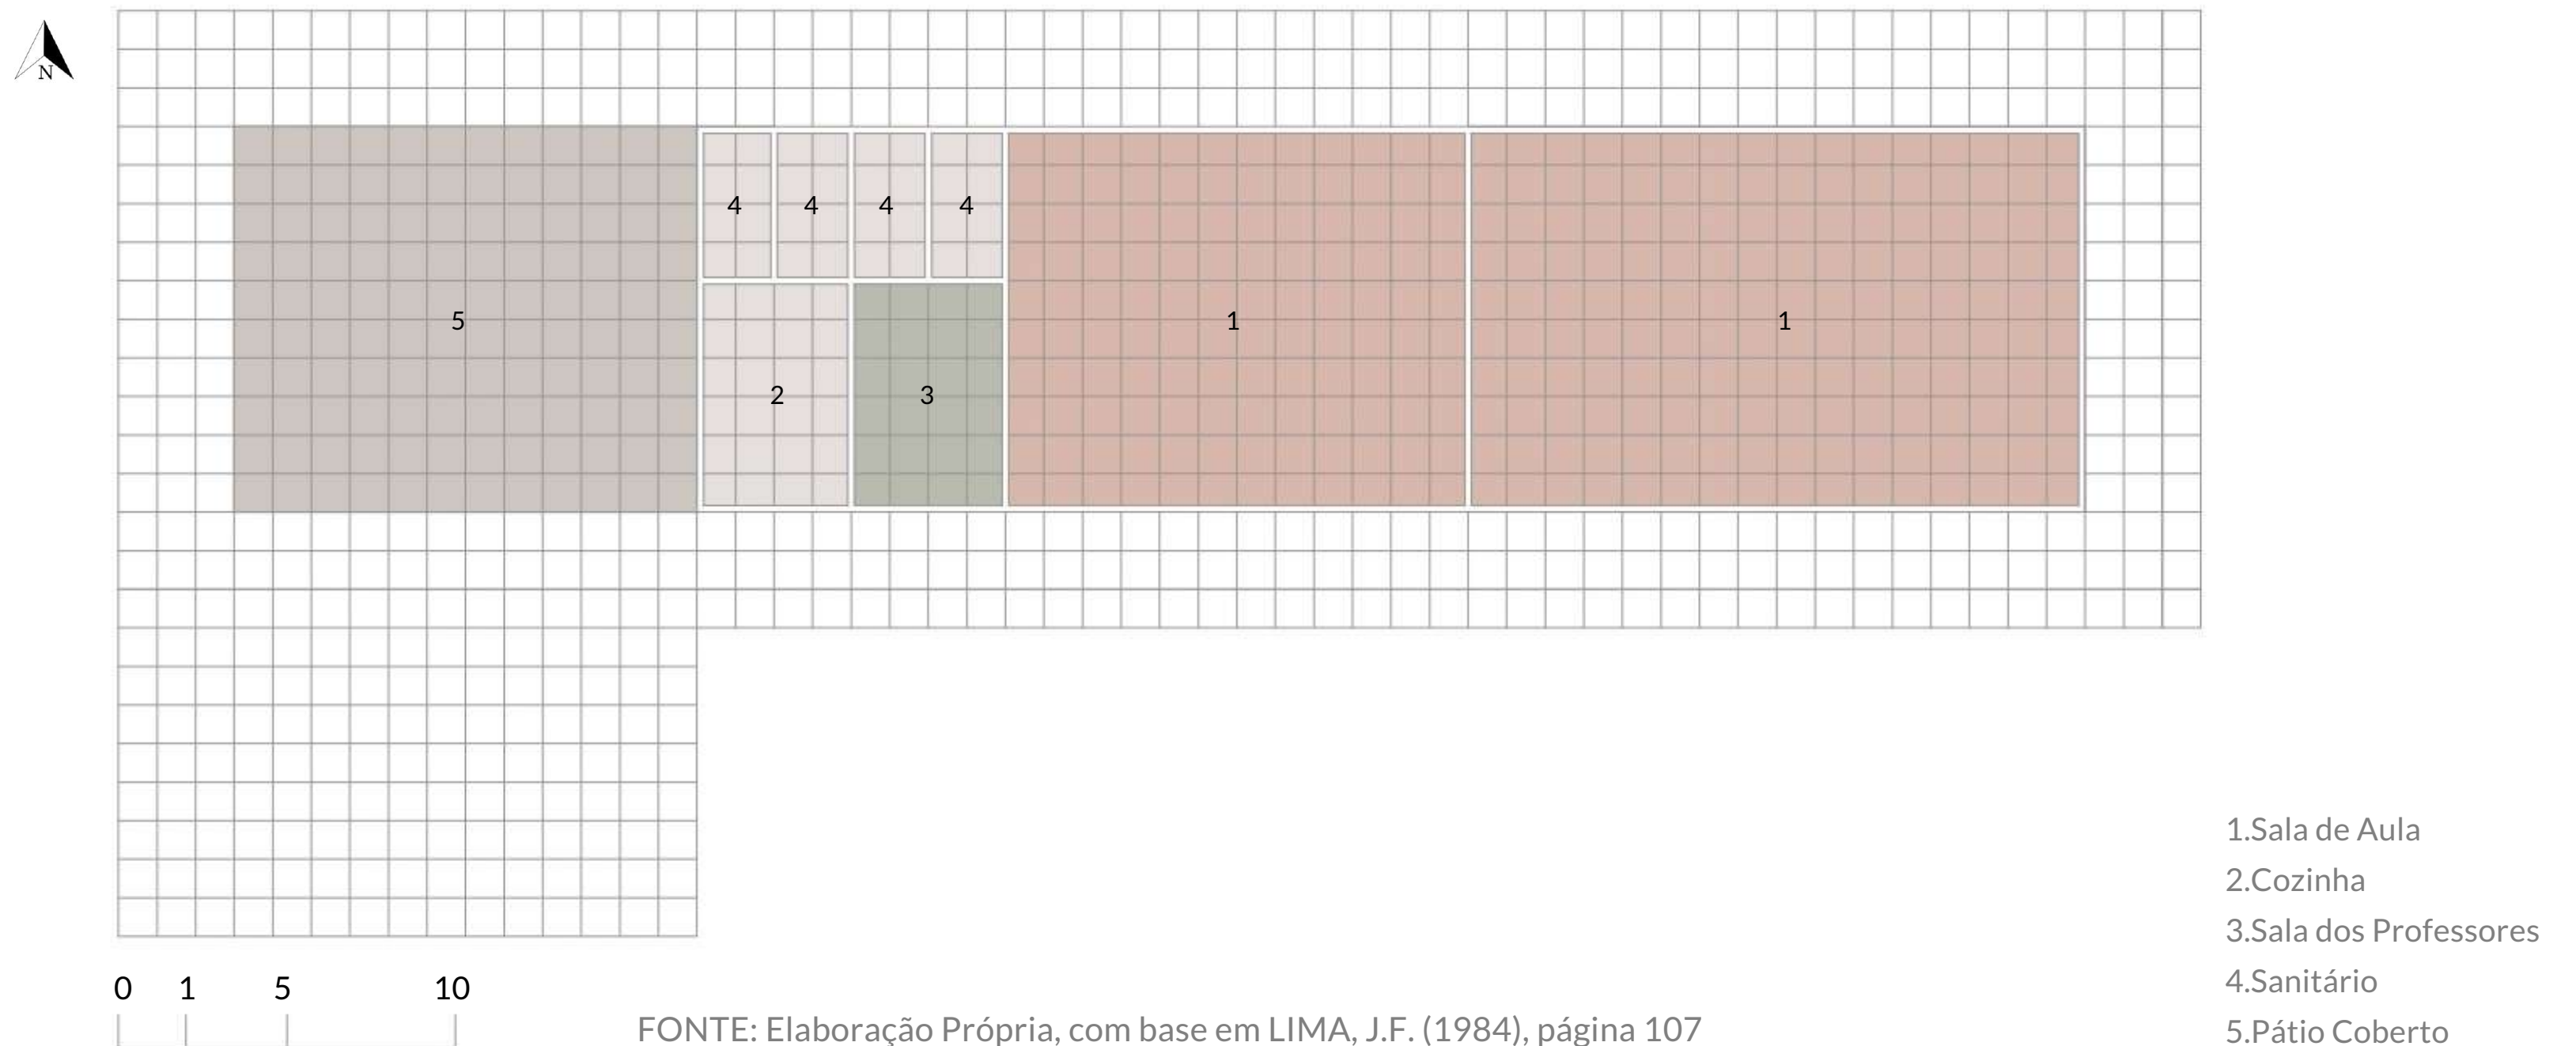 N
4 4 4 4
5 1 1
2 3
1.Sala de Aula
2.Cozinha
3.Sala dos Professores
4.Sanitário
5.Pátio Coberto
0 1 5 10
FONTE: Elaboração Própria, com base em LIMA, J.F. (1984), página 107